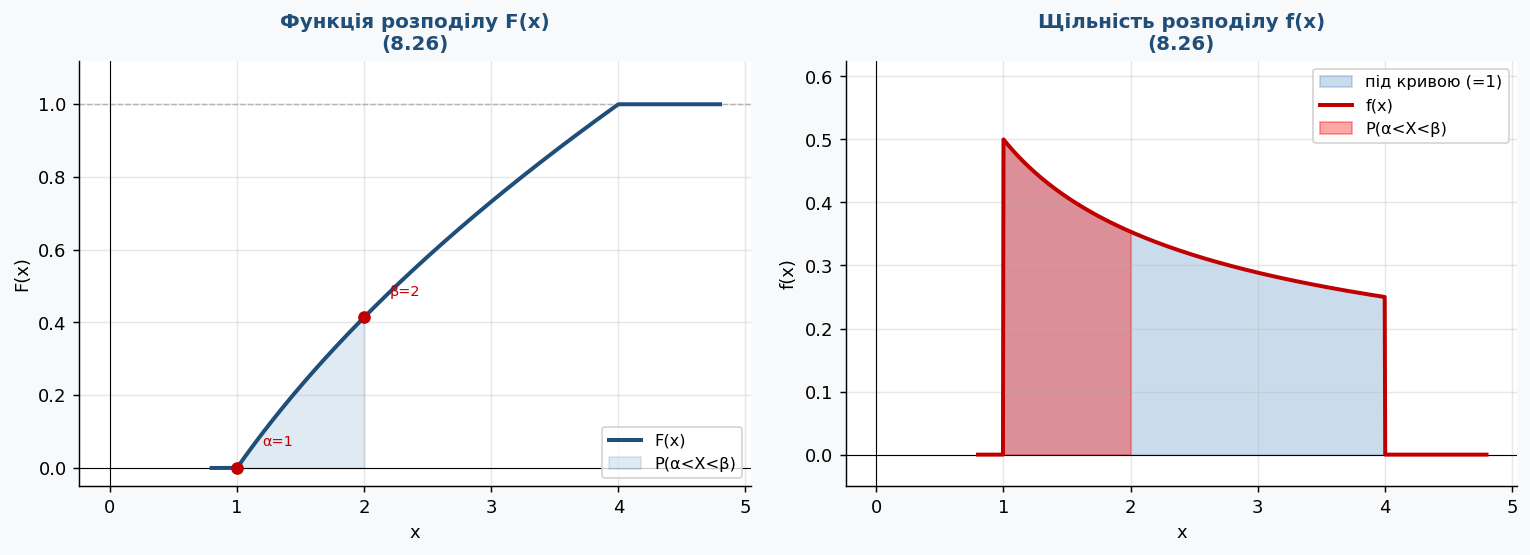 Функція розподілу F(x)
(8.26)
F(x)
1.0
0.8
0.6
0.4
0.2
0.0
β=2
α=1
F(x)
P(α<X<β)
0 1 2 3 4 5
x
Щільність розподілу f(x)
(8.26)
f(x)
0.6
0.5
0.4
0.3
0.2
0.1
0.0
під кривою (=1)
f(x)
P(α<X<β)
0 1 2 3 4 5
x